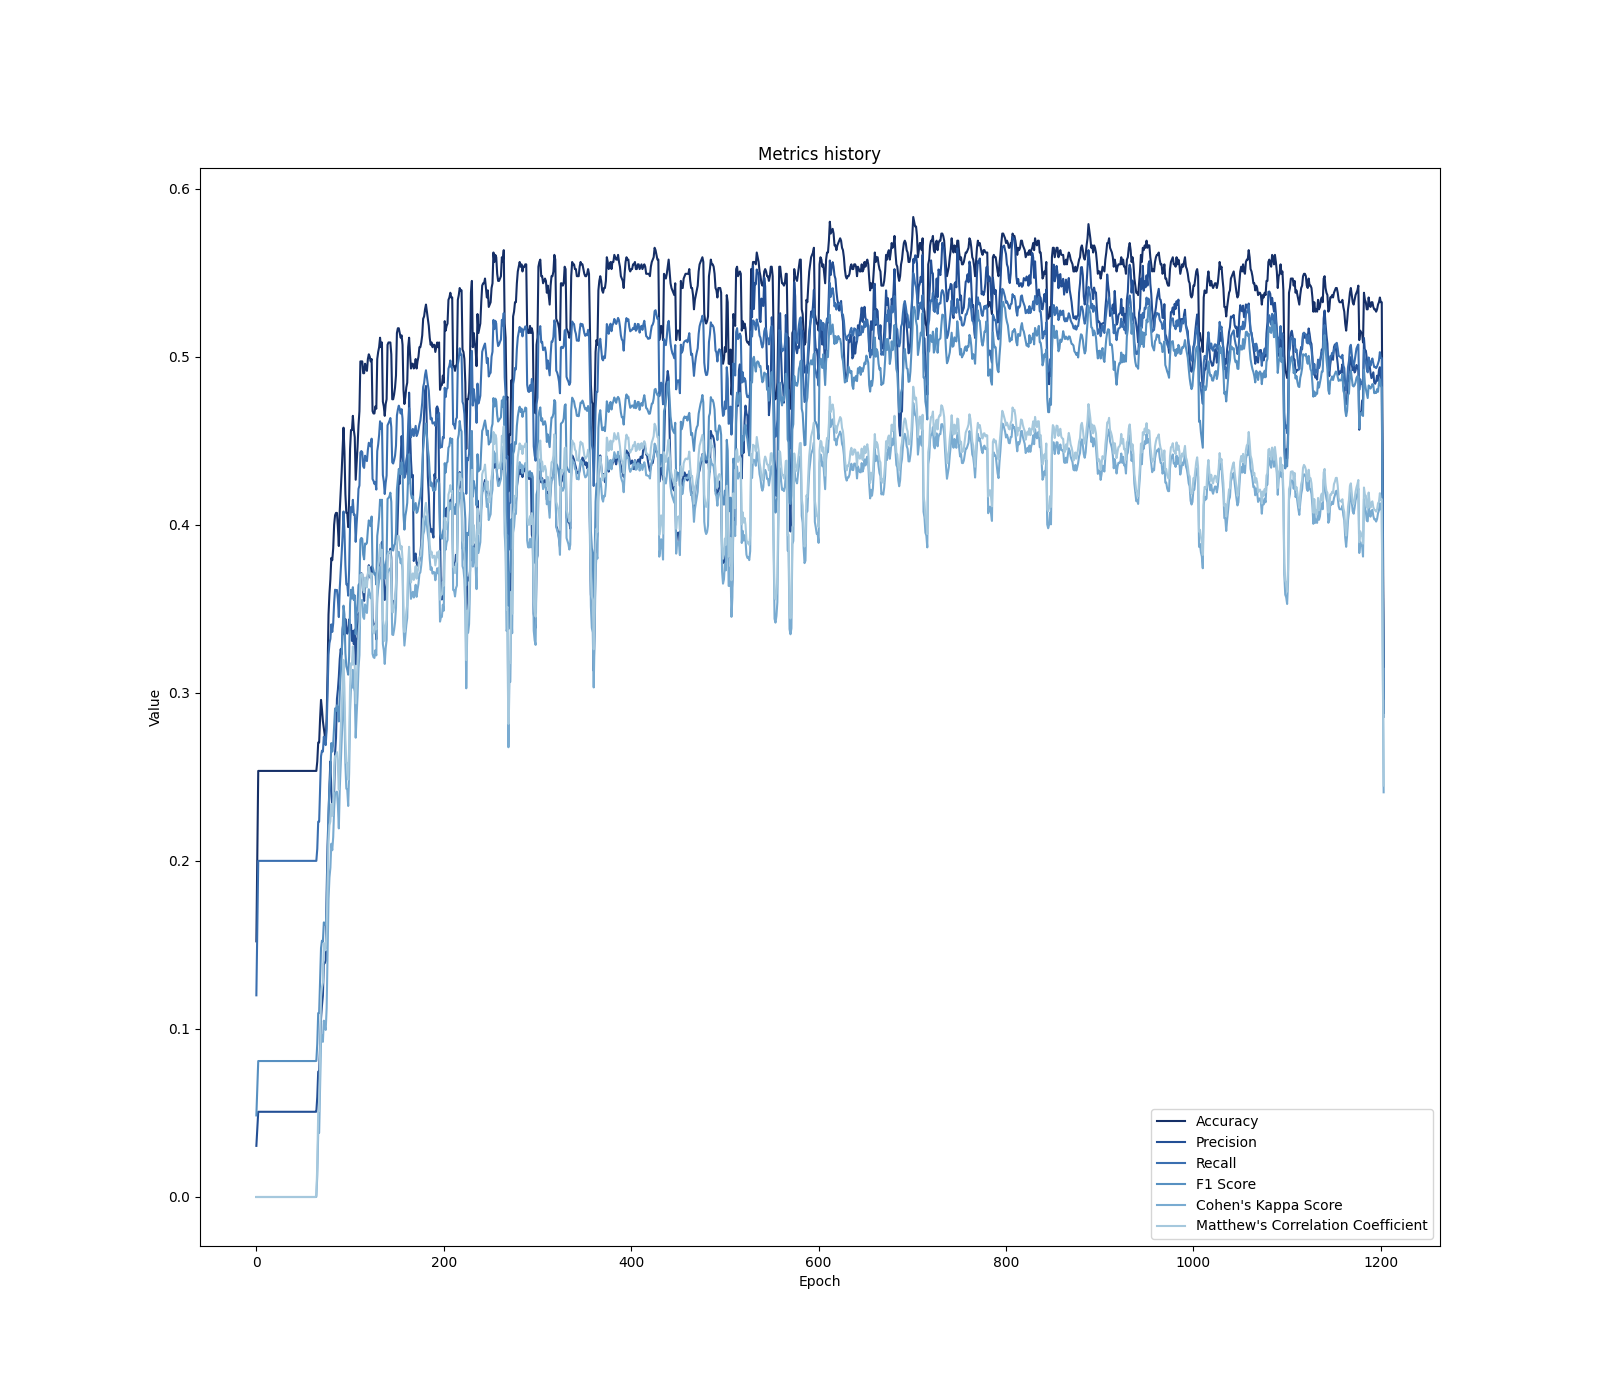 Metrics history
0.6
0.5
0.4
0.3
0.2
0.1
0.0
Value
0 200 400 600 800 1000 1200
Epoch
Accuracy
Precision
Recall
F1 Score
Cohen's Kappa Score
Matthew's Correlation Coefficient